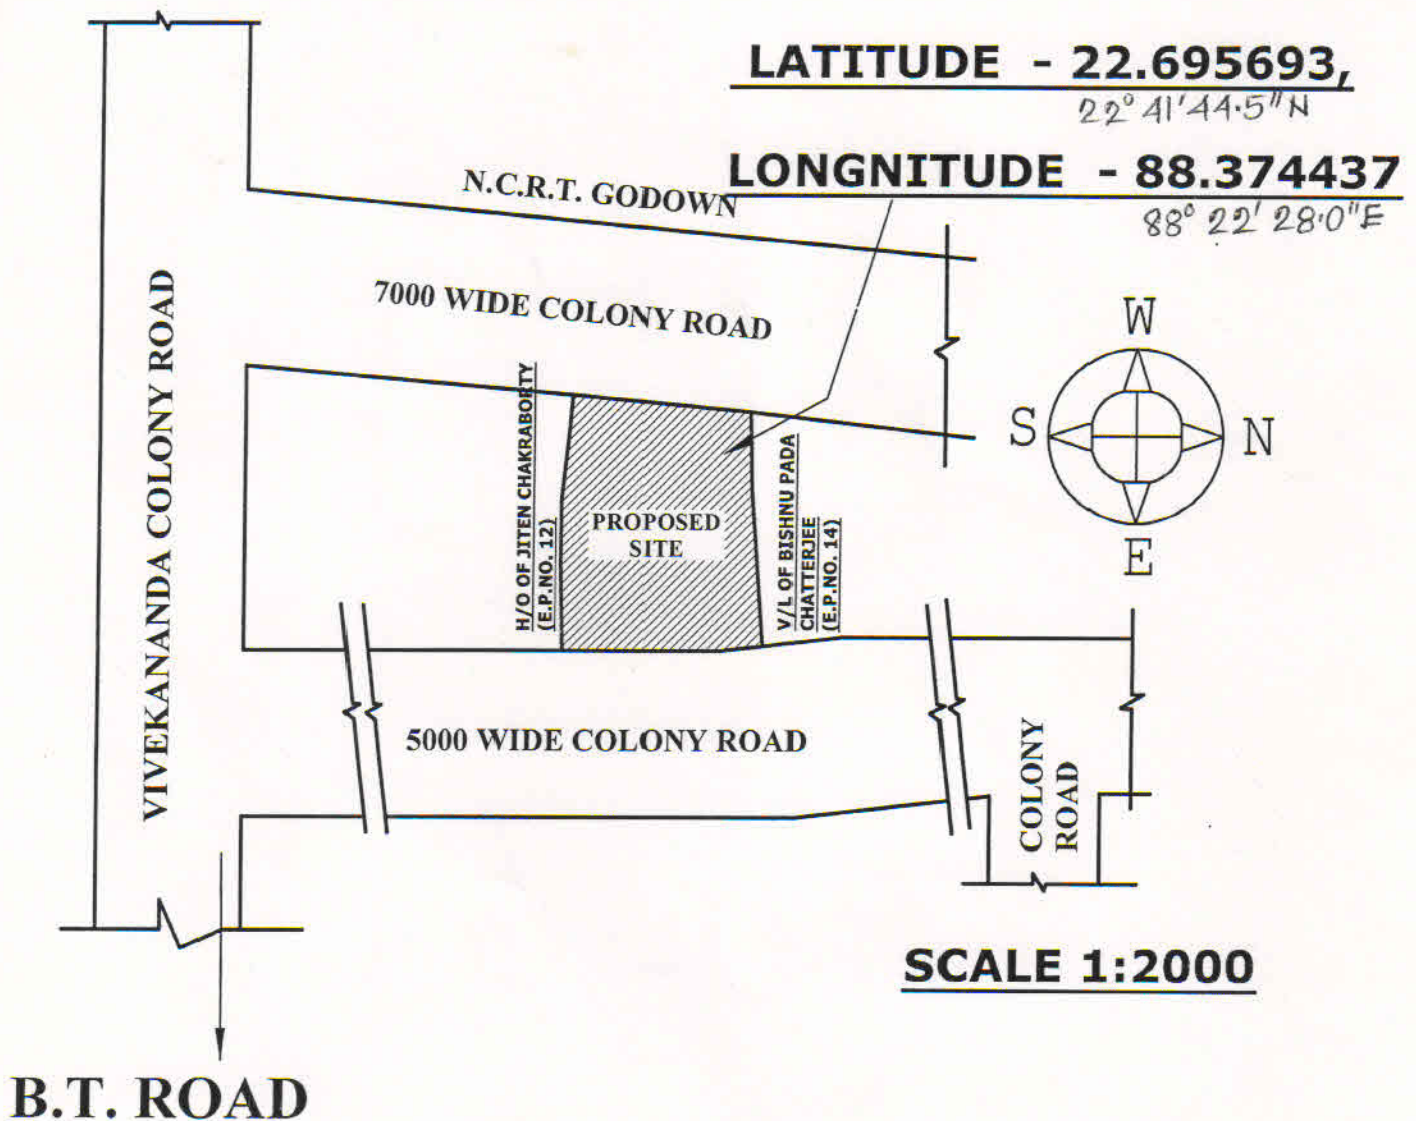 LATITUDE - 22.695693,
22° 41' 44.5" N
LONGNITUDE - 88.374437
88° 22' 28.0" E
N.C.R.T. GODOWN
7000 WIDE COLONY ROAD
VIVEKANANDA COLONY ROAD
H/O OF JITEN CHAKRABORTY
(E.P.NO. 12)
PROPOSED
SITE
V/L OF BISHNU PADA
CHATTERJEE
(E.P.NO. 14)
W
S
N
E
5000 WIDE COLONY ROAD
COLONY
ROAD
SCALE 1:2000
B.T. ROAD